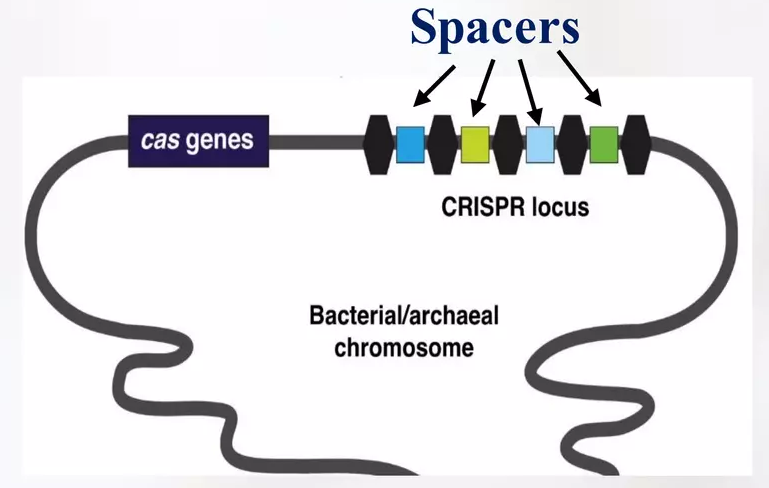 Spacers
cas genes
CRISPR locus
Bacterial/archaeal
chromosome